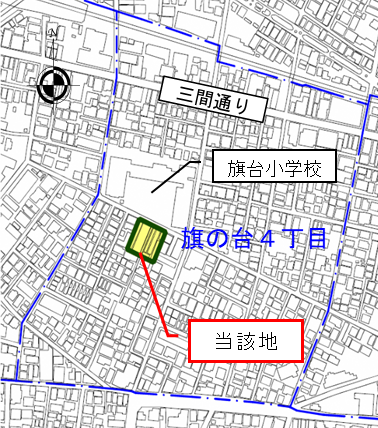 三間通り
旗台小学校
旗の台４丁目
当該地